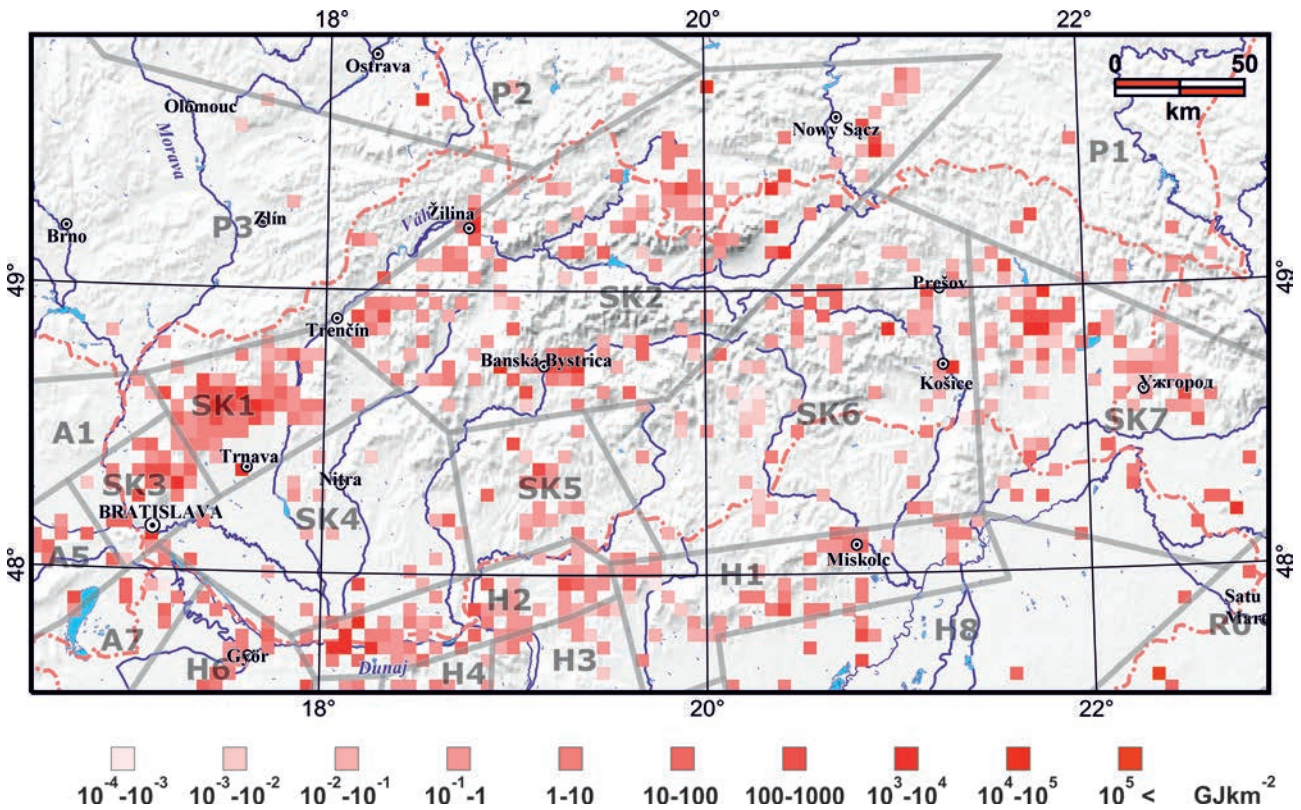 18° 20° 22°
0 50
km
Ostrava
P2
Olomouc
Nowy Sącz
Morava
P1
Váh
Žilina
Zlín
P3
Brno
49° 49°
Prešov
SK2
Trenčín
Banská Bystrica
Košice
Ужгород
SK1
A1
SK6
SK7
Trnava
SK3
Nitra
SK5
BRATISLAVA
SK4
A5
Miskolc
48° 48°
H1
H2
Satu
Mare
A7
H8
R6
Győr
H6
Dunaj
H4
H3
18° 20° 22°
10⁻⁴-10⁻³ 10⁻³-10⁻² 10⁻²-10⁻¹ 10⁻¹-1 1-10 10-100 100-1000 10³-10⁴ 10⁴-10⁵ 10⁵ < GJkm⁻²